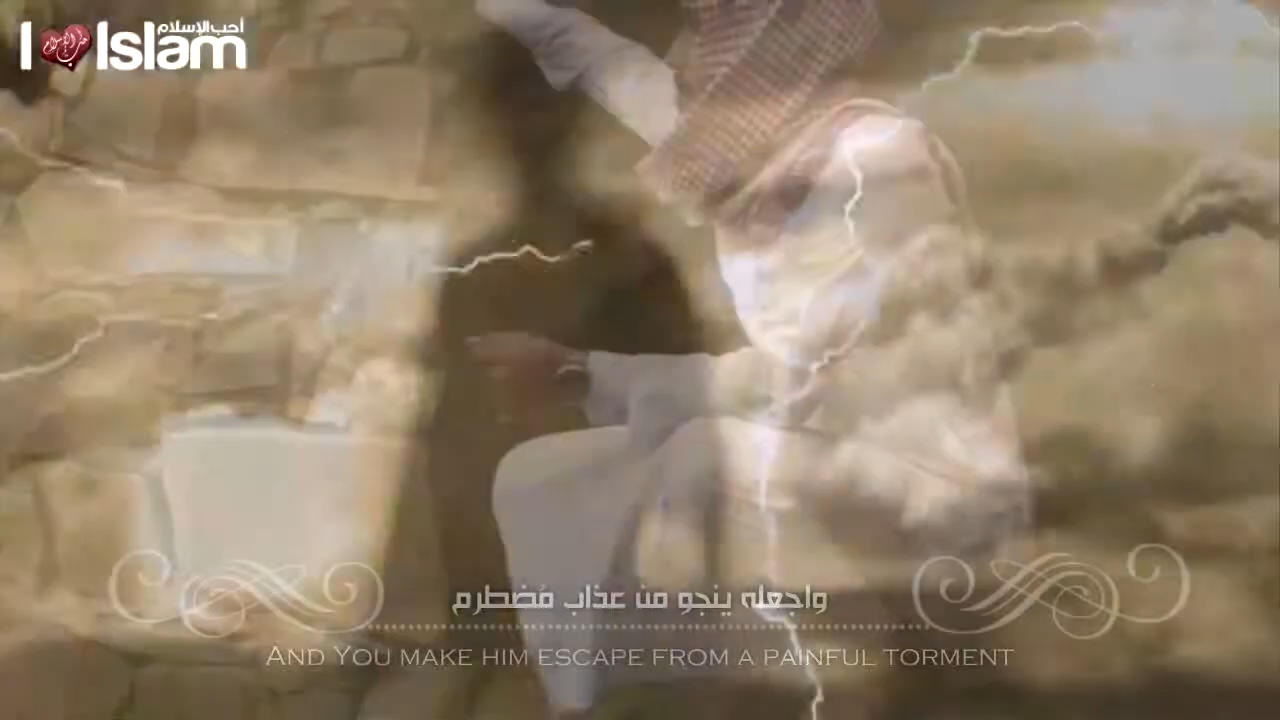 أحب الإسلام
I Islam
واجعله ينجو من عذاب مُضطرم
AND YOU MAKE HIM ESCAPE FROM A PAINFUL TORMENT